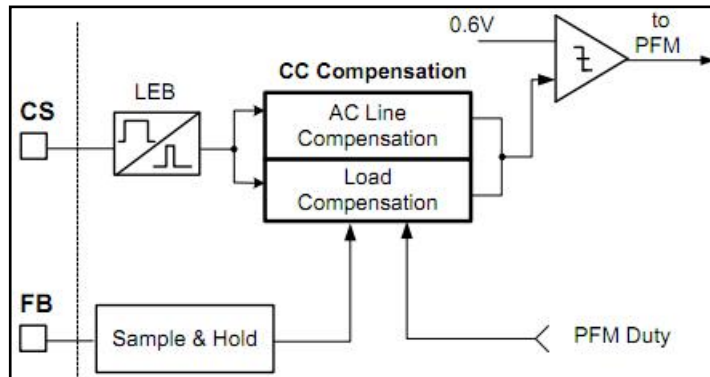 0.6V
to
PFM
CC Compensation
LEB
CS
AC Line
Compensation
Load
Compensation
FB
Sample & Hold
PFM Duty